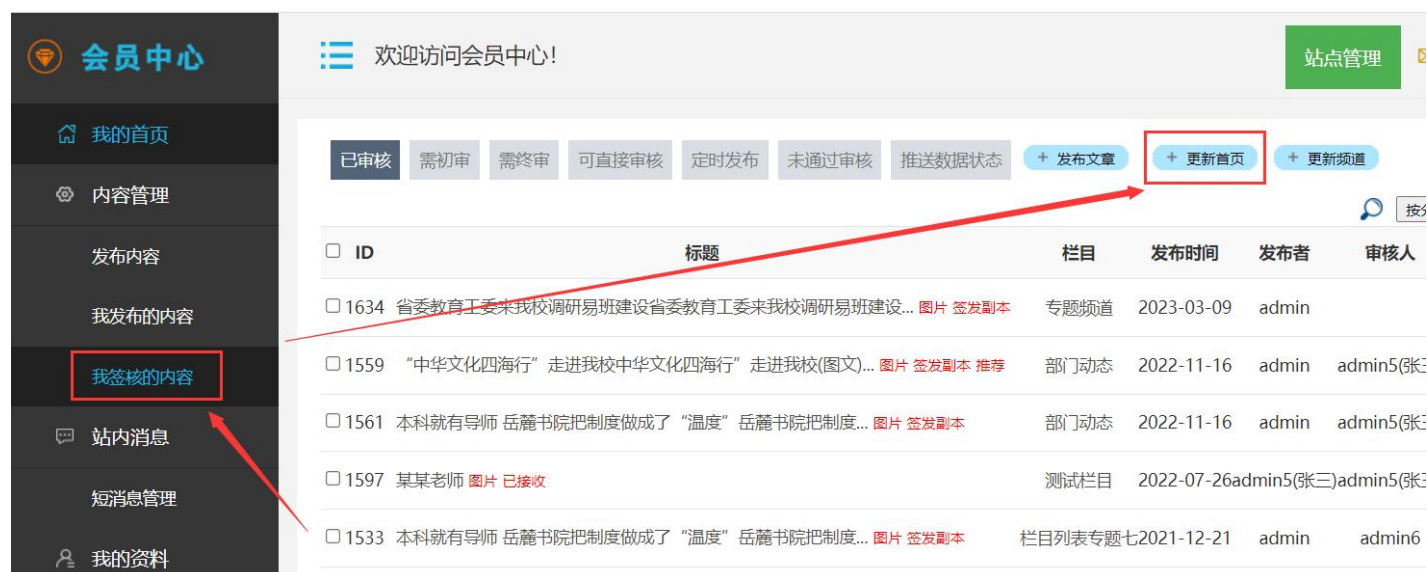 会员中心
欢迎访问会员中心!
站点管理
我的首页
内容管理
发布内容
我发布的内容
我签核的内容
站内消息
短消息管理
我的资料
已审核 需初审 需终审 可直接审核 定时发布 未通过审核 推送数据状态 + 发布文章 + 更新首页 + 更新频道
按
ID 标题 栏目 发布时间 发布者 审核人
1634 省委教育工委来我校调研易班建设省委教育工委来我校调研易班建设... 图片 签发副本 专题频道 2023-03-09 admin
1559 “中华文化四海行”走进我校中华文化四海行”走进我校(图文)... 图片 签发副本 推荐 部门动态 2022-11-16 admin admin5(张
1561 本科就有导师 岳麓书院把制度做成了“温度”岳麓书院把制度... 图片 签发副本 部门动态 2022-11-16 admin admin5(张
1597 某某老师 图片 已接收 测试栏目 2022-07-26admin5(张三)admin5(张
1533 本科就有导师 岳麓书院把制度做成了“温度”岳麓书院把制度... 图片 签发副本 栏目列表专题七2021-12-21 admin admin6